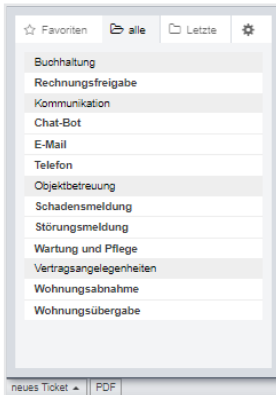 Favoriten alle Letzte
Buchhaltung
Rechnungsfreigabe
Kommunikation
Chat-Bot
E-Mail
Telefon
Objektbetreuung
Schadensmeldung
Störungsmeldung
Wartung und Pflege
Vertragsangelegenheiten
Wohnungsabnahme
Wohnungsübergabe
neues Ticket PDF